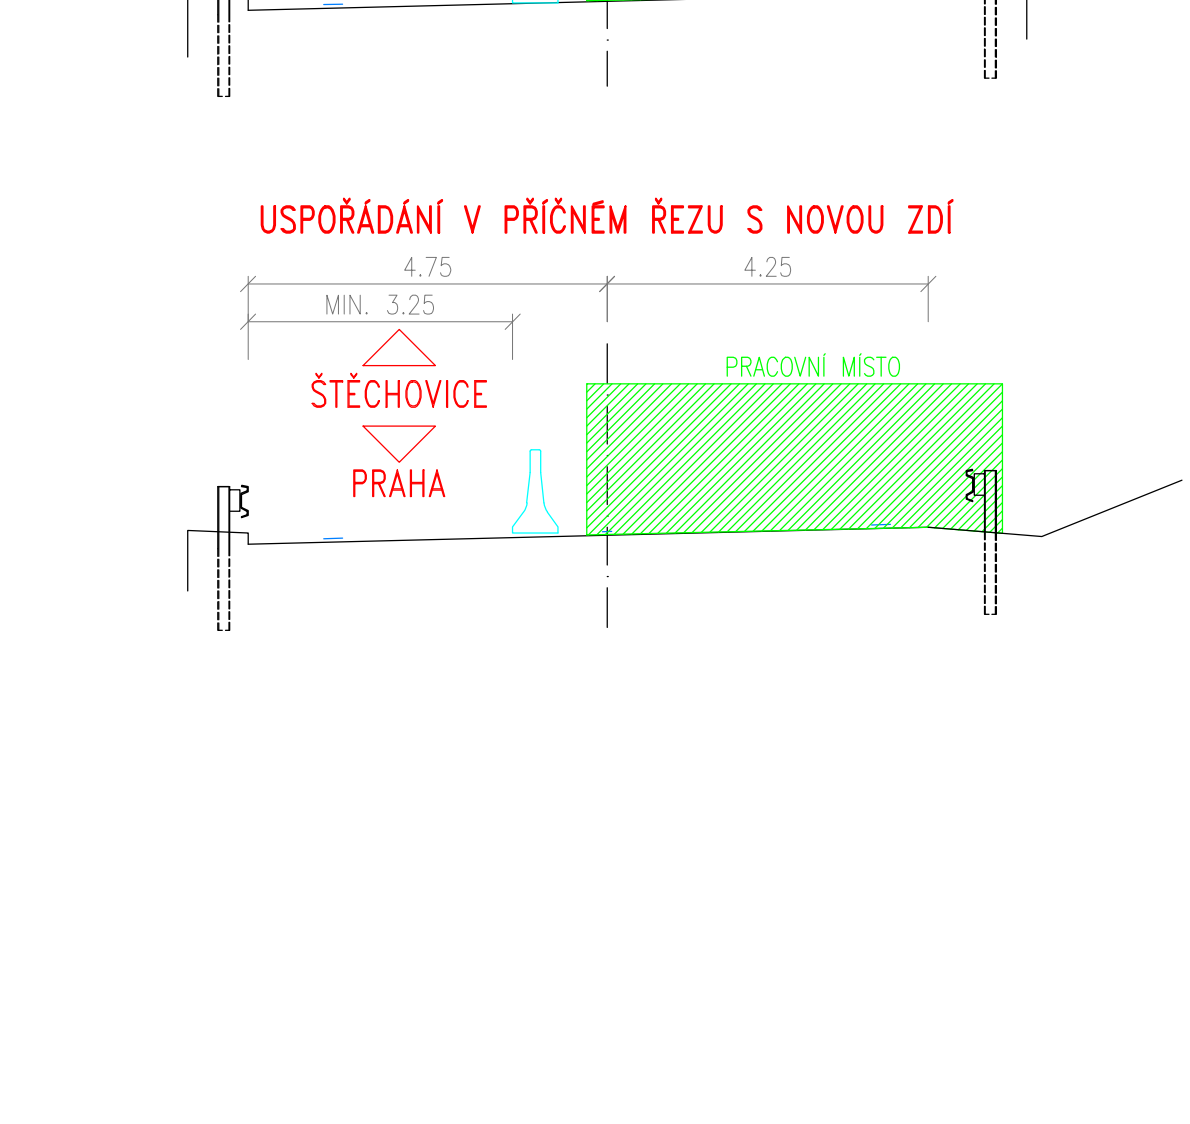 USPOŘÁDÁNÍ V PŘÍČNÉM ŘEZU S NOVOU ZDÍ
4.75 4.25
MIN. 3.25
PRACOVNÍ MÍSTO
ŠTĚCHOVICE
PRAHA